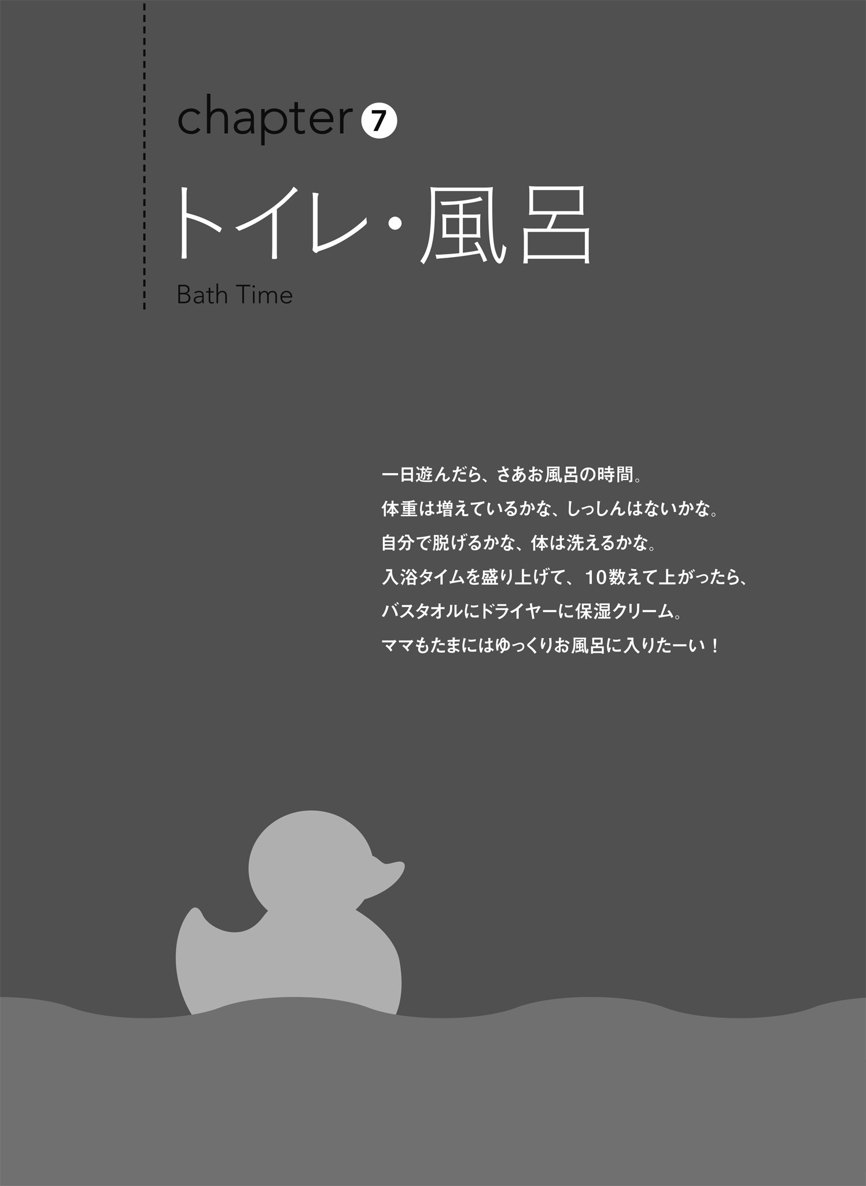 chapter 7
トイレ・風呂
Bath Time
一日遊んだら、さあお風呂の時間。
体重は増えているかな、しっしんはないかな。
自分で脱げるかな、体は洗えるかな。
入浴タイムを盛り上げて、10数えて上がったら、
バスタオルにドライヤーに保湿クリーム。
ママもたまにはゆっくりお風呂に入りたーい！